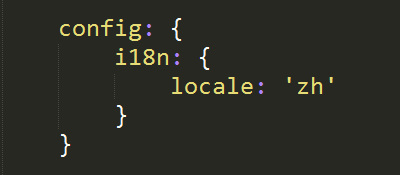 config: {
    i18n: {
        locale: 'zh'
    }
}